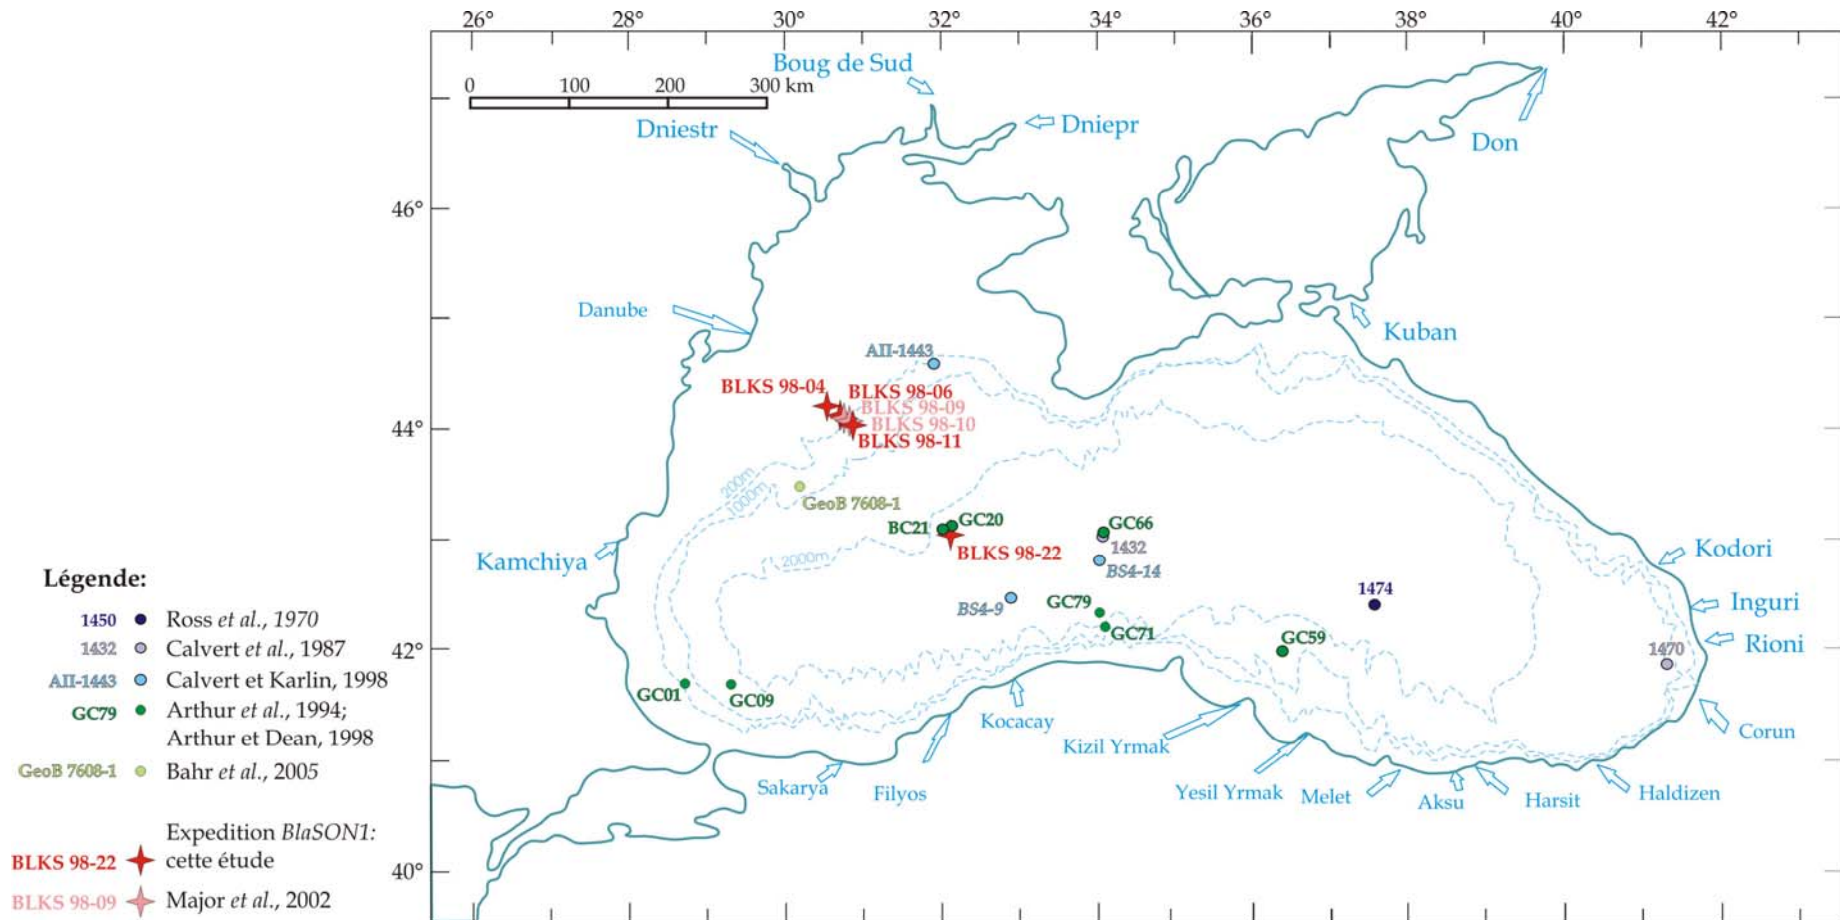 26° 28° 30° 32° 34° 36° 38° 40° 42°
Boug de Sud
0 100 200 300 km
Dniestr
Dniepr
Don
46°
Danube
Kuban
AII-1443
BLKS 98-04
BLKS 98-06
BLKS 98-09
BLKS 98-10
44°
BLKS 98-11
200m
1000m
GeoB 7608-1
BC21
GC20
GC66
1432
BLKS 98-22
Kamchiya
2000m
BS4-14
Kodori
1474
BS4-9
GC79
Inguri
GC71
GC59
Rioni
42°
1470
GC01
GC09
Kocacay
Corun
Kizil Yrmak
Sakarya
Filyos
Yesil Yrmak
Melet
Aksu
Harsit
Haldizen
40°
Légende:
1450 Ross et al., 1970
1432 Calvert et al., 1987
AII-1443 Calvert et Karlin, 1998
GC79 Arthur et al., 1994;
Arthur et Dean, 1998
GeoB 7608-1 Bahr et al., 2005
Expedition BlaSON1:
BLKS 98-22 cette étude
BLKS 98-09 Major et al., 2002